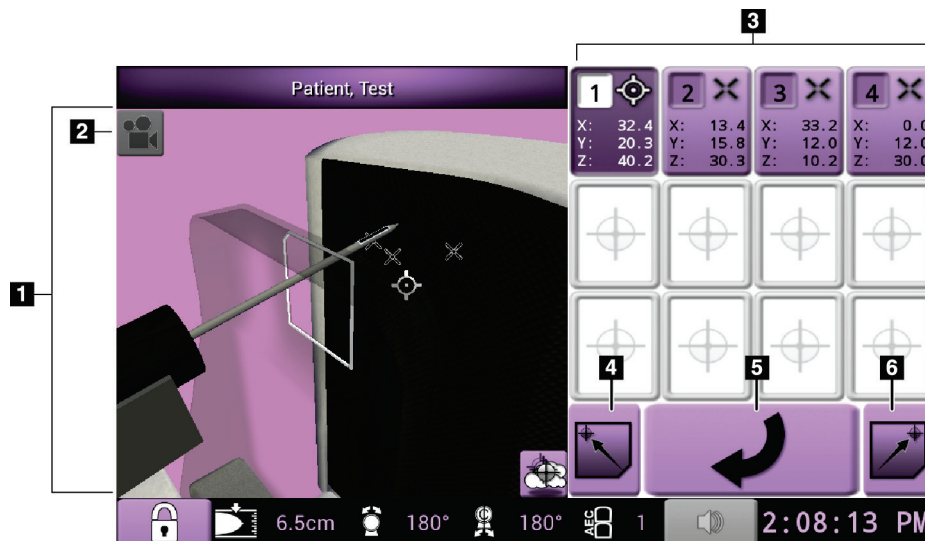 3
Patient, Test
1 2 3 4
X: 32.4 X: 13.4 X: 33.2 X: 0.0
Y: 20.3 Y: 15.8 Y: 12.0 Y: 12.0
Z: 40.2 Z: 30.3 Z: 10.2 Z: 30.0
2
1
4 5 6
6.5cm 180° 180° AEC 1 2:08:13 PM